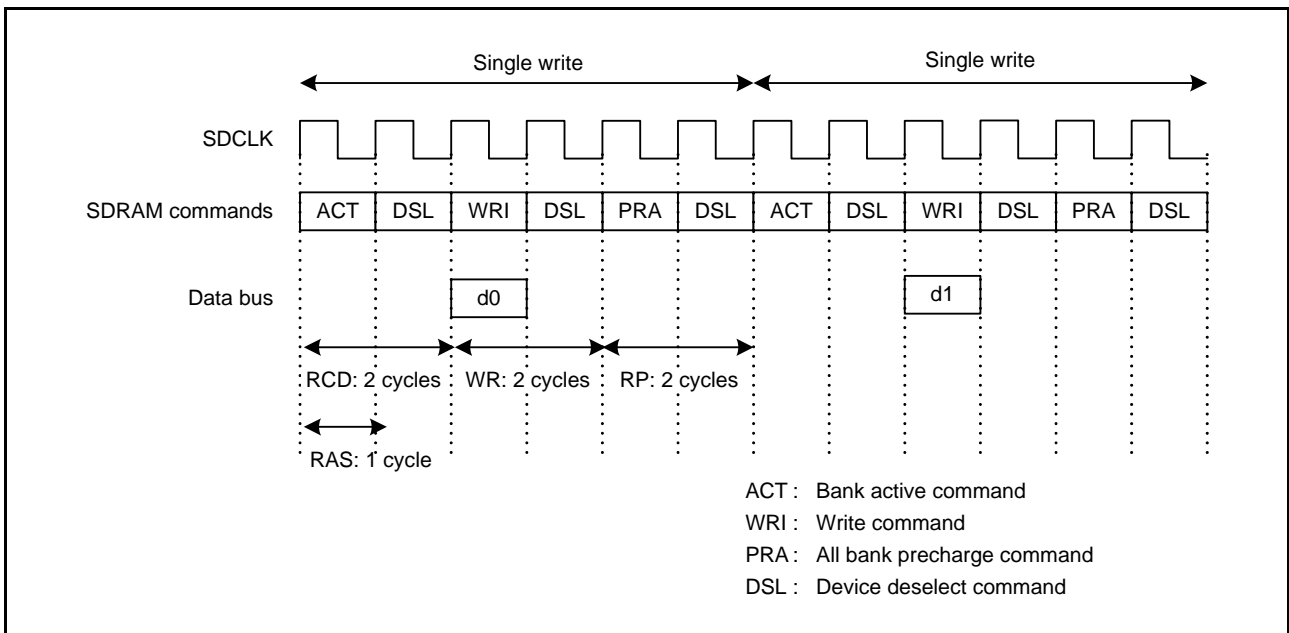 Single write Single write
SDCLK
SDRAM commands ACT DSL WRI DSL PRA DSL ACT DSL WRI DSL PRA DSL
Data bus d0 d1
RCD: 2 cycles WR: 2 cycles RP: 2 cycles
RAS: 1 cycle
ACT : Bank active command
WRI : Write command
PRA : All bank precharge command
DSL : Device deselect command